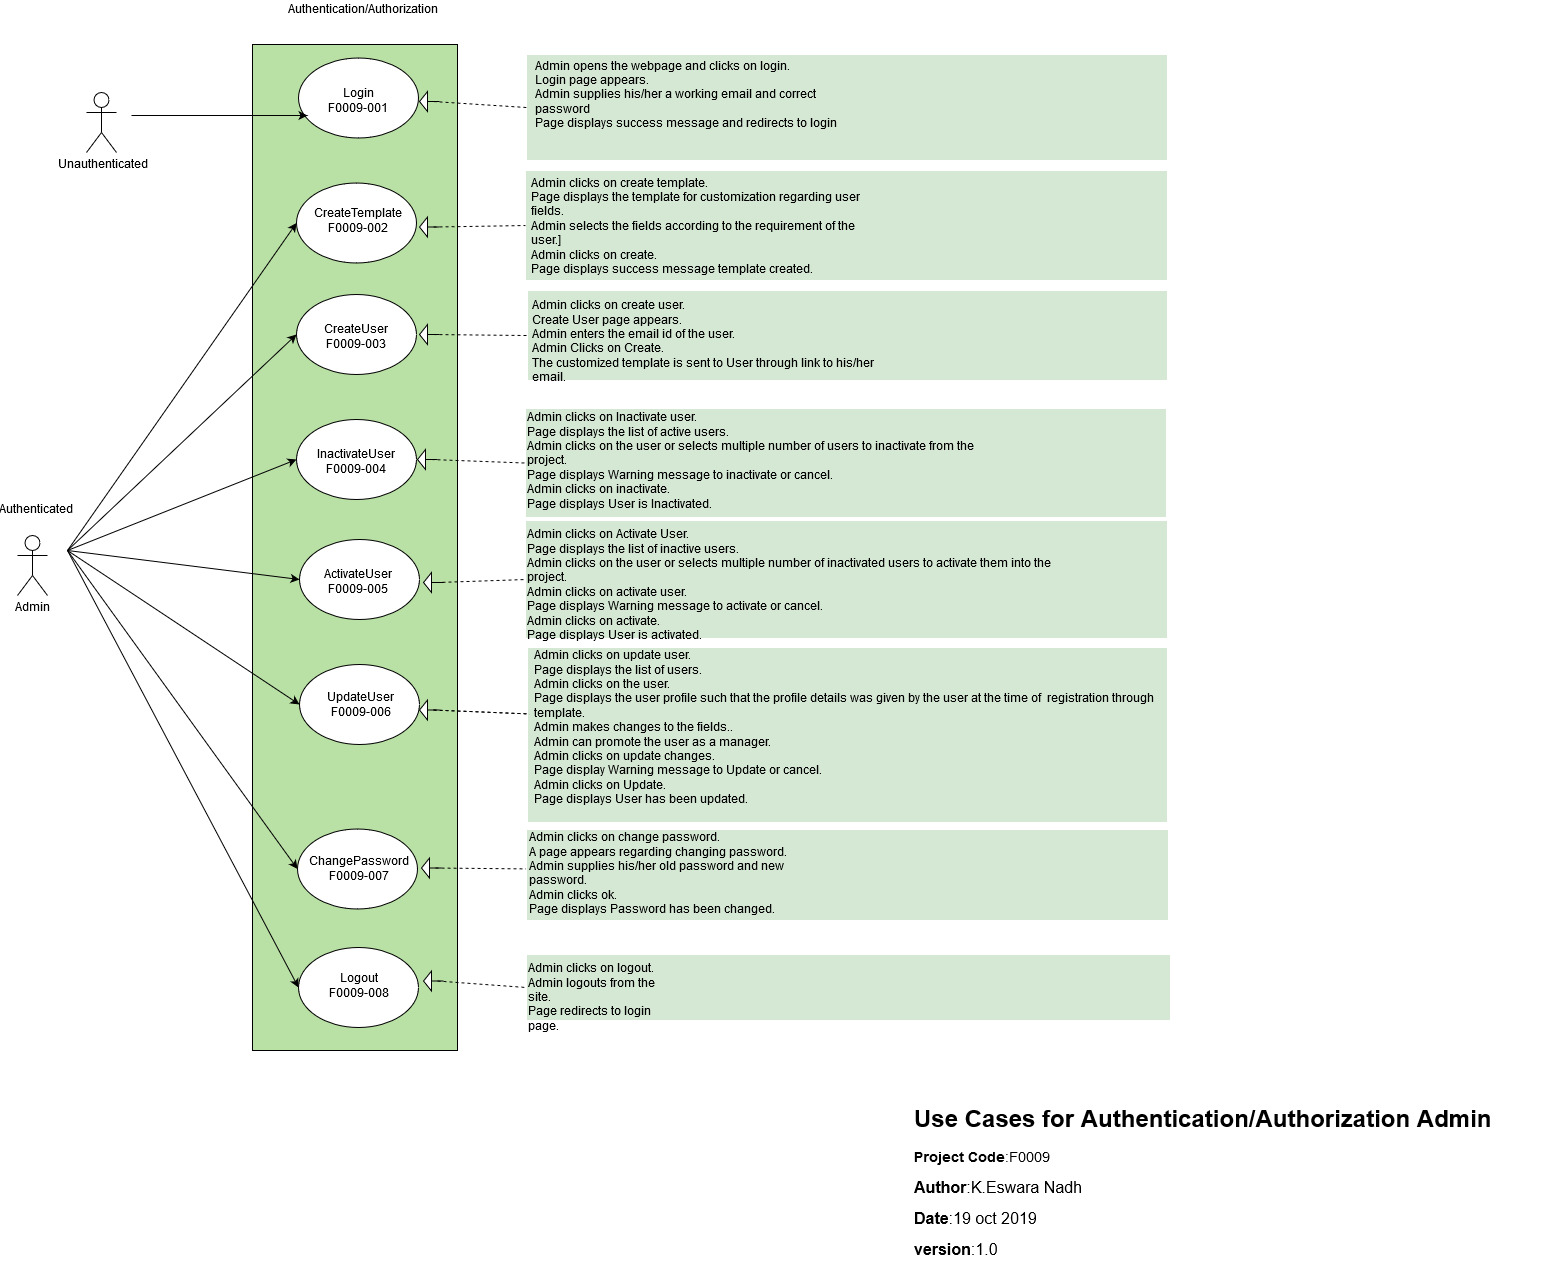 Authentication/Authorization
Unauthenticated
Authenticated
Admin
Login
F0009-001
Admin opens the webpage and clicks on login.
Login page appears.
Admin supplies his/her a working email and correct
password
Page displays success message and redirects to login
CreateTemplate
F0009-002
Admin clicks on create template.
Page displays the template for customization regarding user
fields.
Admin selects the fields according to the requirement of the
user.]
Admin clicks on create.
Page displays success message template created.
CreateUser
F0009-003
Admin clicks on create user.
Create User page appears.
Admin enters the email id of the user.
Admin Clicks on Create.
The customized template is sent to User through link to his/her
email.
InactivateUser
F0009-004
Admin clicks on Inactivate user.
Page displays the list of active users.
Admin clicks on the user or selects multiple number of users to inactivate from the
project.
Page displays Warning message to inactivate or cancel.
Admin clicks on inactivate.
Page displays User is Inactivated.
ActivateUser
F0009-005
Admin clicks on Activate User.
Page displays the list of inactive users.
Admin clicks on the user or selects multiple number of inactivated users to activate them into the
project.
Admin clicks on activate user.
Page displays Warning message to activate or cancel.
Admin clicks on activate.
Page displays User is activated.
UpdateUser
F0009-006
Admin clicks on update user.
Page displays the list of users.
Admin clicks on the user.
Page displays the user profile such that the profile details was given by the user at the time of registration through
template.
Admin makes changes to the fields..
Admin can promote the user as a manager.
Admin clicks on update changes.
Page display Warning message to Update or cancel.
Admin clicks on Update.
Page displays User has been updated.
ChangePassword
F0009-007
Admin clicks on change password.
A page appears regarding changing password.
Admin supplies his/her old password and new
password.
Admin clicks ok.
Page displays Password has been changed.
Logout
F0009-008
Admin clicks on logout.
Admin logouts from the
site.
Page redirects to login
page.
Use Cases for Authentication/Authorization Admin
Project Code:F0009
Author:K.Eswara Nadh
Date:19 oct 2019
version:1.0